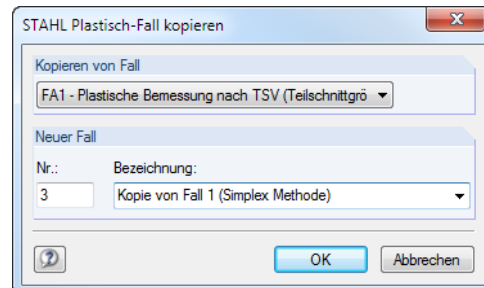 STAHL Plastisch-Fall kopieren
Kopieren von Fall
FA1 - Plastische Bemessung nach TSV (Teilschnittgrö
Neuer Fall
Nr.: Bezeichnung:
3 Kopie von Fall 1 (Simplex Methode)
OK Abbrechen